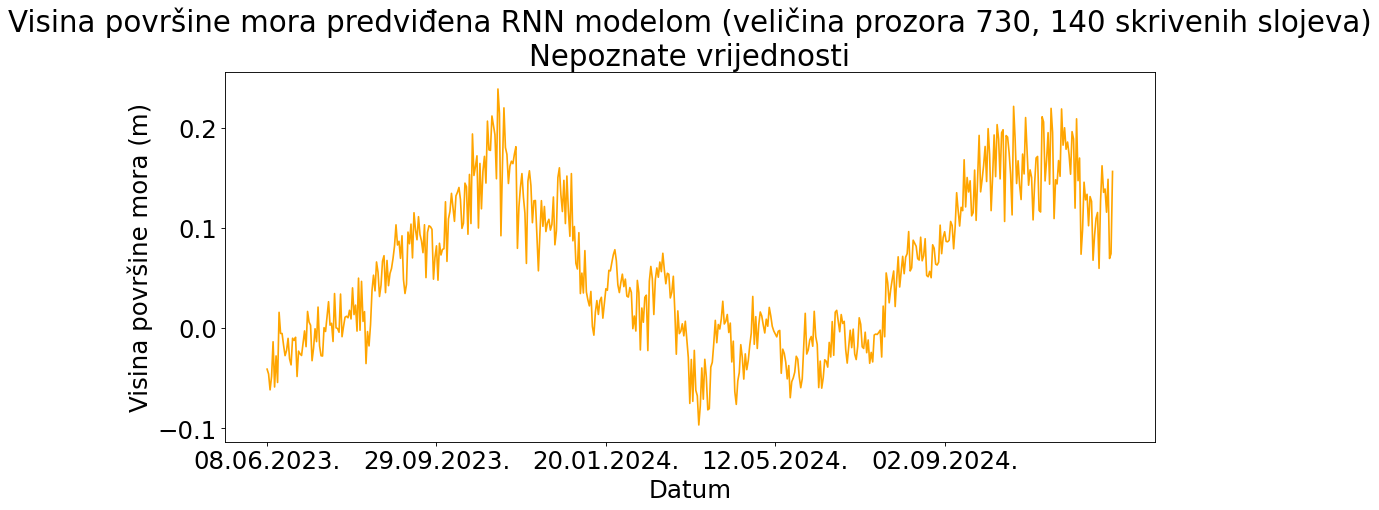 Visina površine mora predviđena RNN modelom (veličina prozora 730, 140 skrivenih slojeva)
Nepoznate vrijednosti
Visina površine mora (m)
0.2
0.1
0.0
−0.1
08.06.2023. 29.09.2023. 20.01.2024. 12.05.2024. 02.09.2024.
Datum